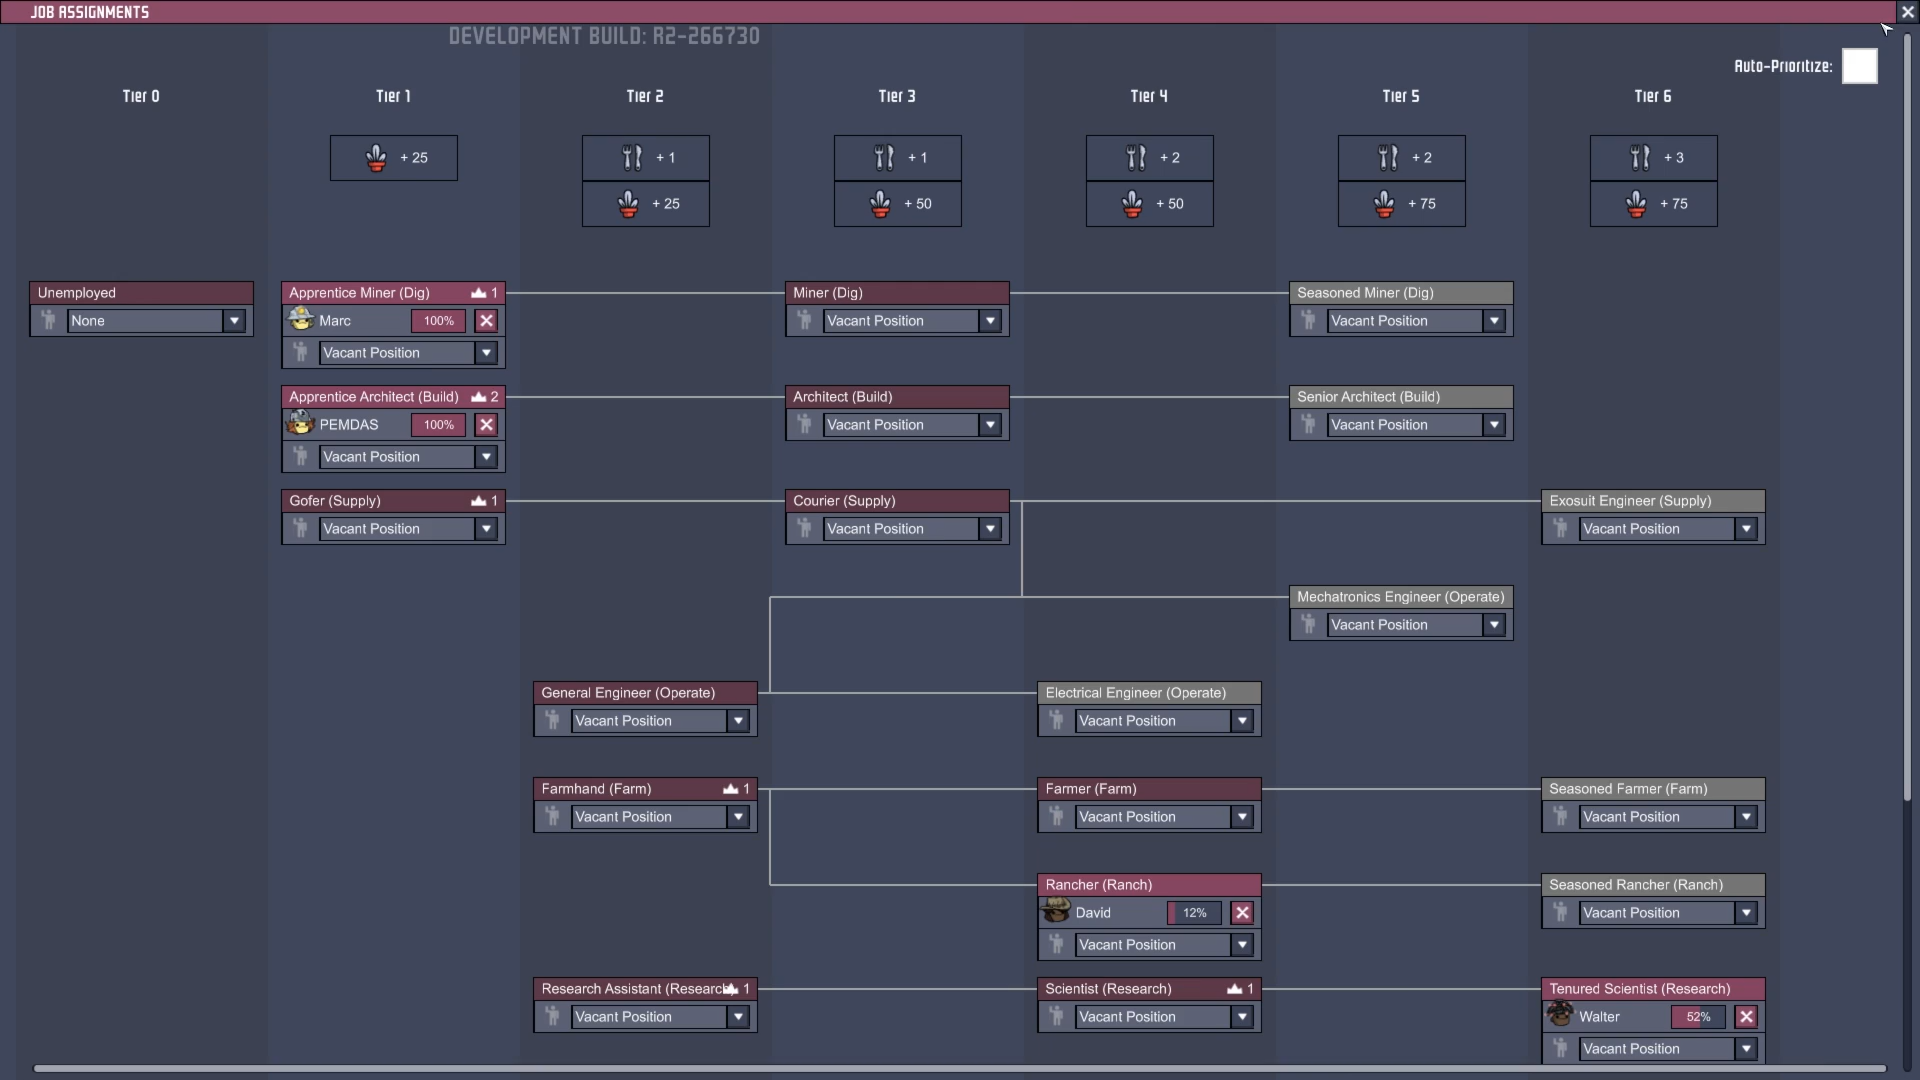 JOB ASSIGNMENTS
DEVELOPMENT BUILD: R2-266730
Auto-Prioritize:
Tier 0
Tier 1
Tier 2
Tier 3
Tier 4
Tier 5
Tier 6
+ 25
+ 1
+ 1
+ 2
+ 2
+ 3
+ 25
+ 50
+ 50
+ 75
+ 75
Unemployed
None
Apprentice Miner (Dig) 1
Marc 100%
Vacant Position
Miner (Dig)
Vacant Position
Seasoned Miner (Dig)
Vacant Position
Apprentice Architect (Build) 2
PEMDAS 100%
Vacant Position
Architect (Build)
Vacant Position
Senior Architect (Build)
Vacant Position
Gofer (Supply) 1
Vacant Position
Courier (Supply)
Vacant Position
Exosuit Engineer (Supply)
Vacant Position
Mechatronics Engineer (Operate)
Vacant Position
General Engineer (Operate)
Vacant Position
Electrical Engineer (Operate)
Vacant Position
Farmhand (Farm) 1
Vacant Position
Farmer (Farm)
Vacant Position
Seasoned Farmer (Farm)
Vacant Position
Rancher (Ranch)
David 12%
Vacant Position
Seasoned Rancher (Ranch)
Vacant Position
Research Assistant (Research) 1
Vacant Position
Scientist (Research) 1
Vacant Position
Tenured Scientist (Research)
Walter 52%
Vacant Position